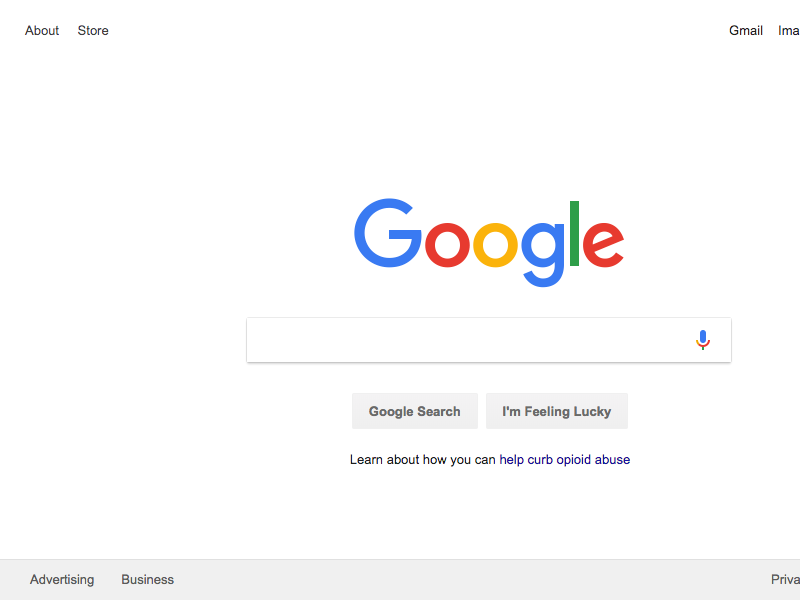 About Store Gmail Ima
Google
Google Search I'm Feeling Lucky
Learn about how you can help curb opioid abuse
Advertising Business Priva